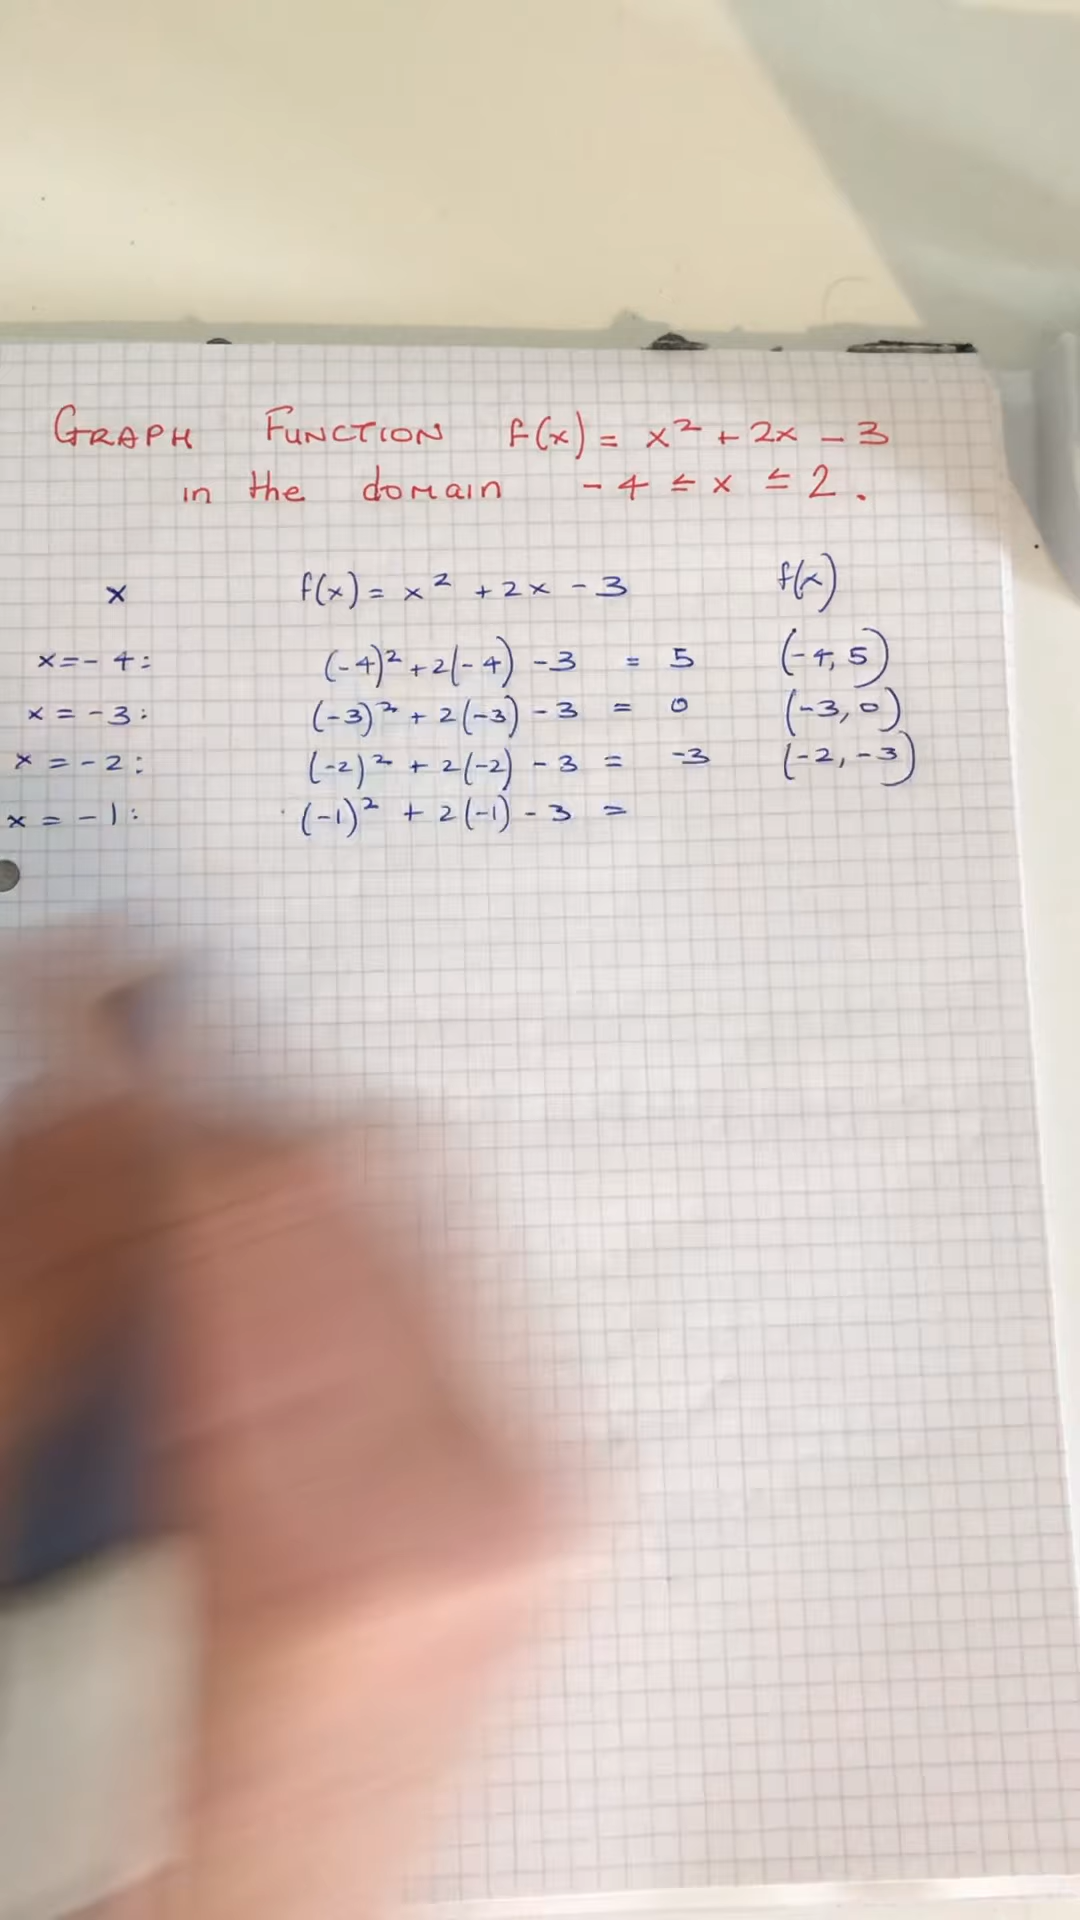 GRAPH FUNCTION f(x) = x² + 2x - 3
in the domain -4 ≤ x ≤ 2.
x f(x) = x² + 2x - 3 f(x)
x = -4: (-4)² + 2(-4) - 3 = 5 (-4, 5)
x = -3: (-3)² + 2(-3) - 3 = 0 (-3, 0)
x = -2: (-2)² + 2(-2) - 3 = -3 (-2, -3)
x = -1: (-1)² + 2(-1) - 3 =